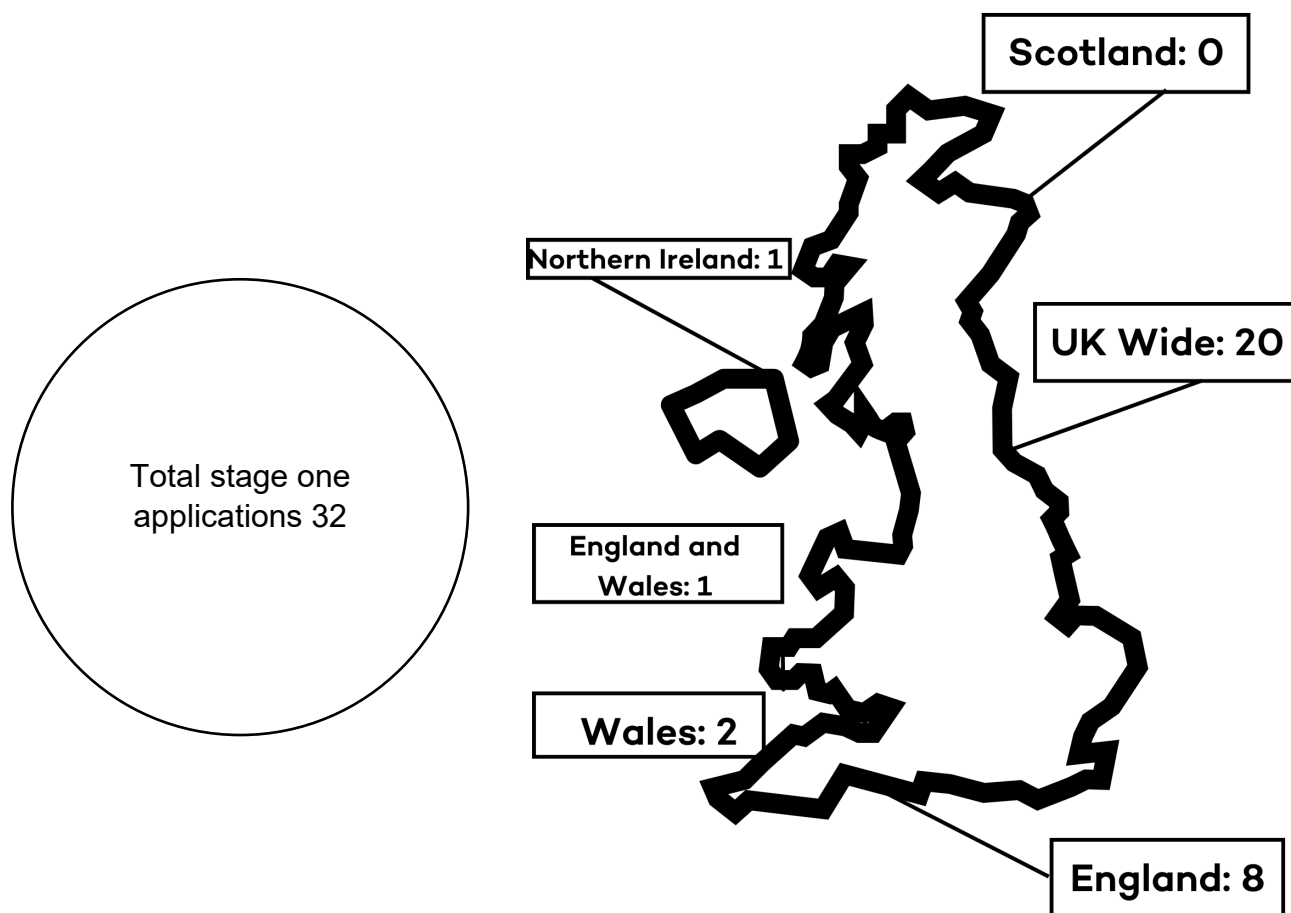 Scotland: 0
Northern Ireland: 1
UK Wide: 20
Total stage one
applications 32
England and
Wales: 1
Wales: 2
England: 8